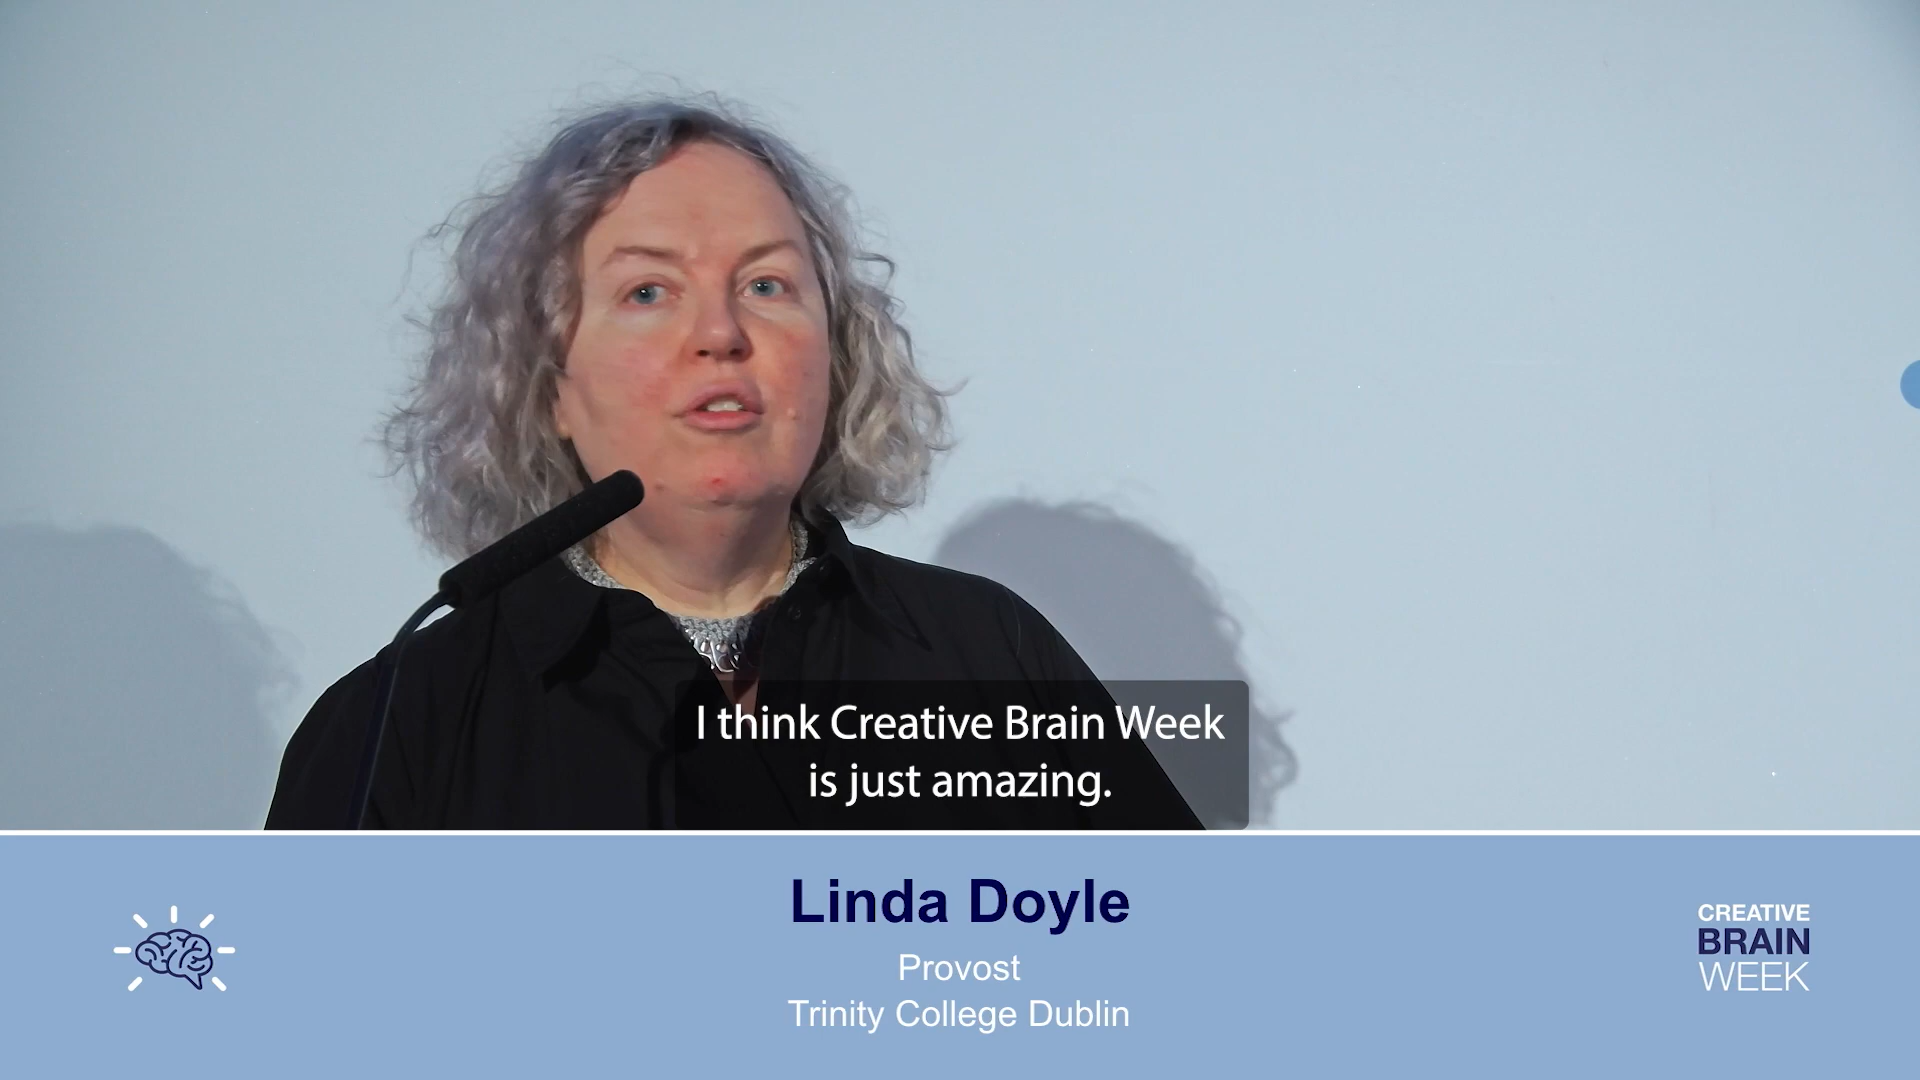 I think Creative Brain Week
is just amazing.
Linda Doyle
Provost
Trinity College Dublin
CREATIVE
BRAIN
WEEK